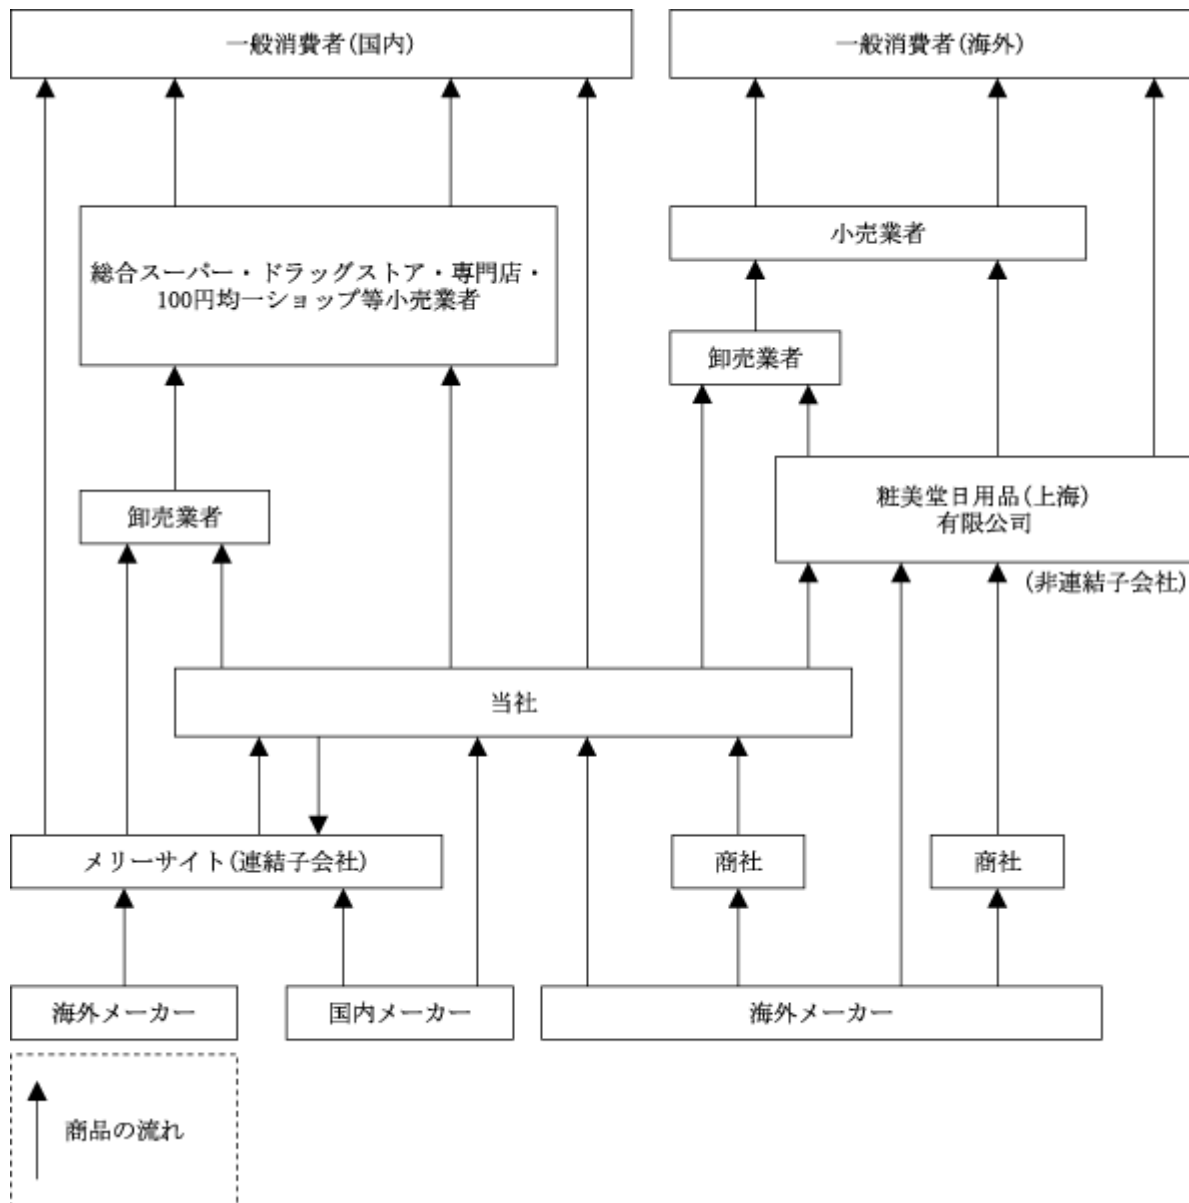 一般消費者(国内)
一般消費者(海外)
小売業者
総合スーパー・ドラッグストア・専門店・
100円均一ショップ等小売業者
卸売業者
粧美堂日用品(上海)
有限公司
卸売業者
(非連結子会社)
当社
メリーサイト(連結子会社)
商社
商社
海外メーカー
国内メーカー
海外メーカー
商品の流れ